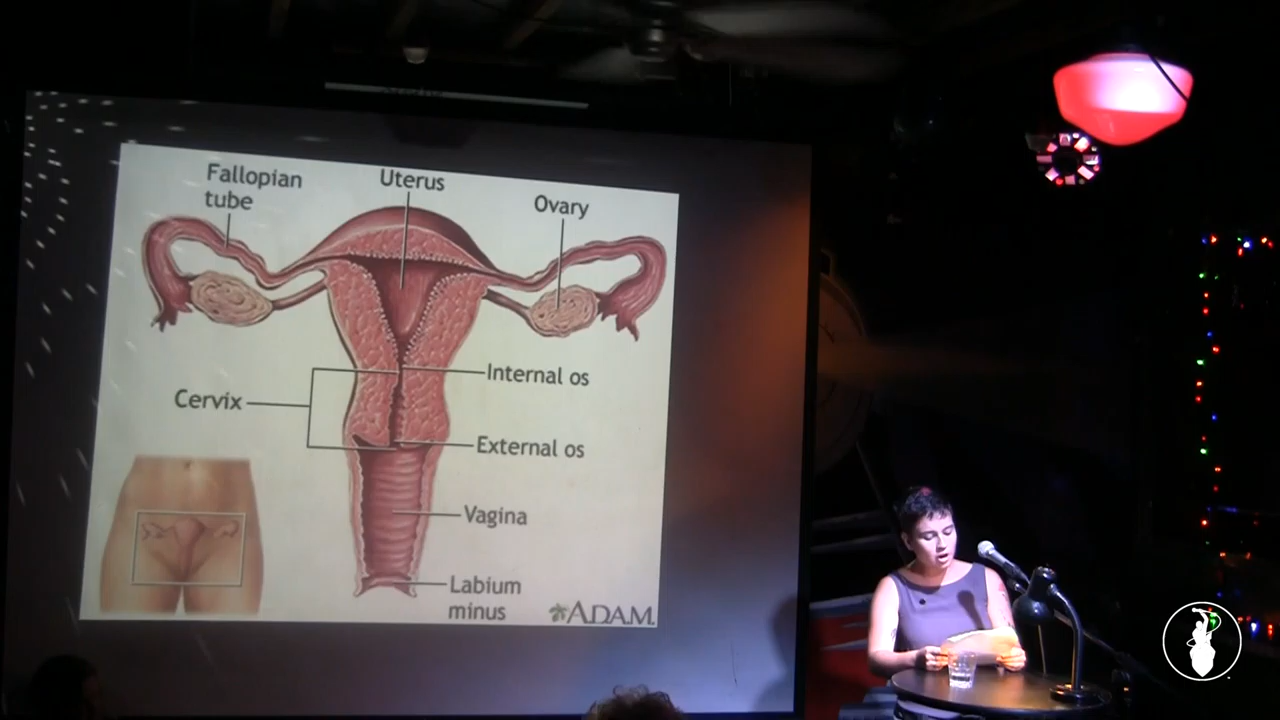 Fallopian
tube
Uterus
Ovary
Internal os
Cervix
External os
Vagina
Labium
minus
ADAM.